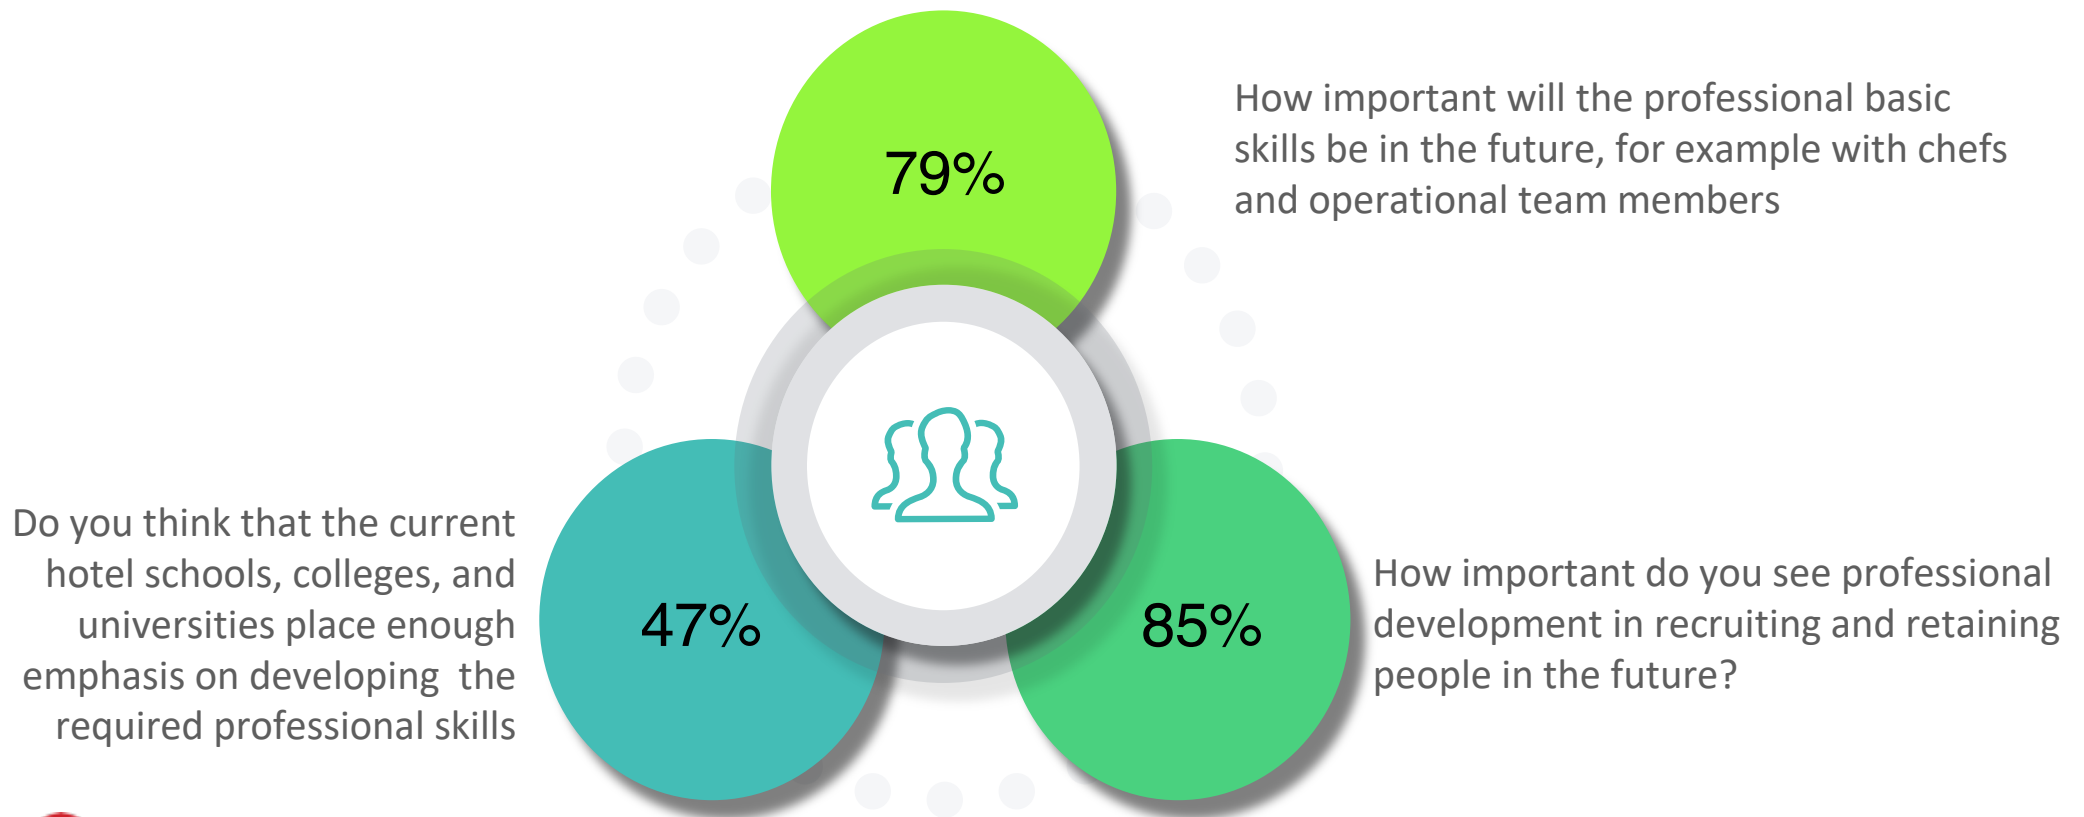 79%
How important will the professional basic
skills be in the future, for example with chefs
and operational team members
Do you think that the current
hotel schools, colleges, and
universities place enough
emphasis on developing  the
required professional skills
47%
85%
How important do you see professional
development in recruiting and retaining
people in the future?